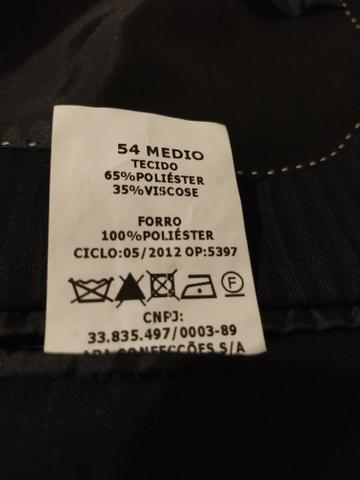 54 MEDIO
TECIDO
65%POLIÉSTER
35%VISCOSE
FORRO
100%POLIÉSTER
CICLO:05/2012 OP:5397
CNPJ:
33.835.497/0003-89
CONFECÇÕES S/A